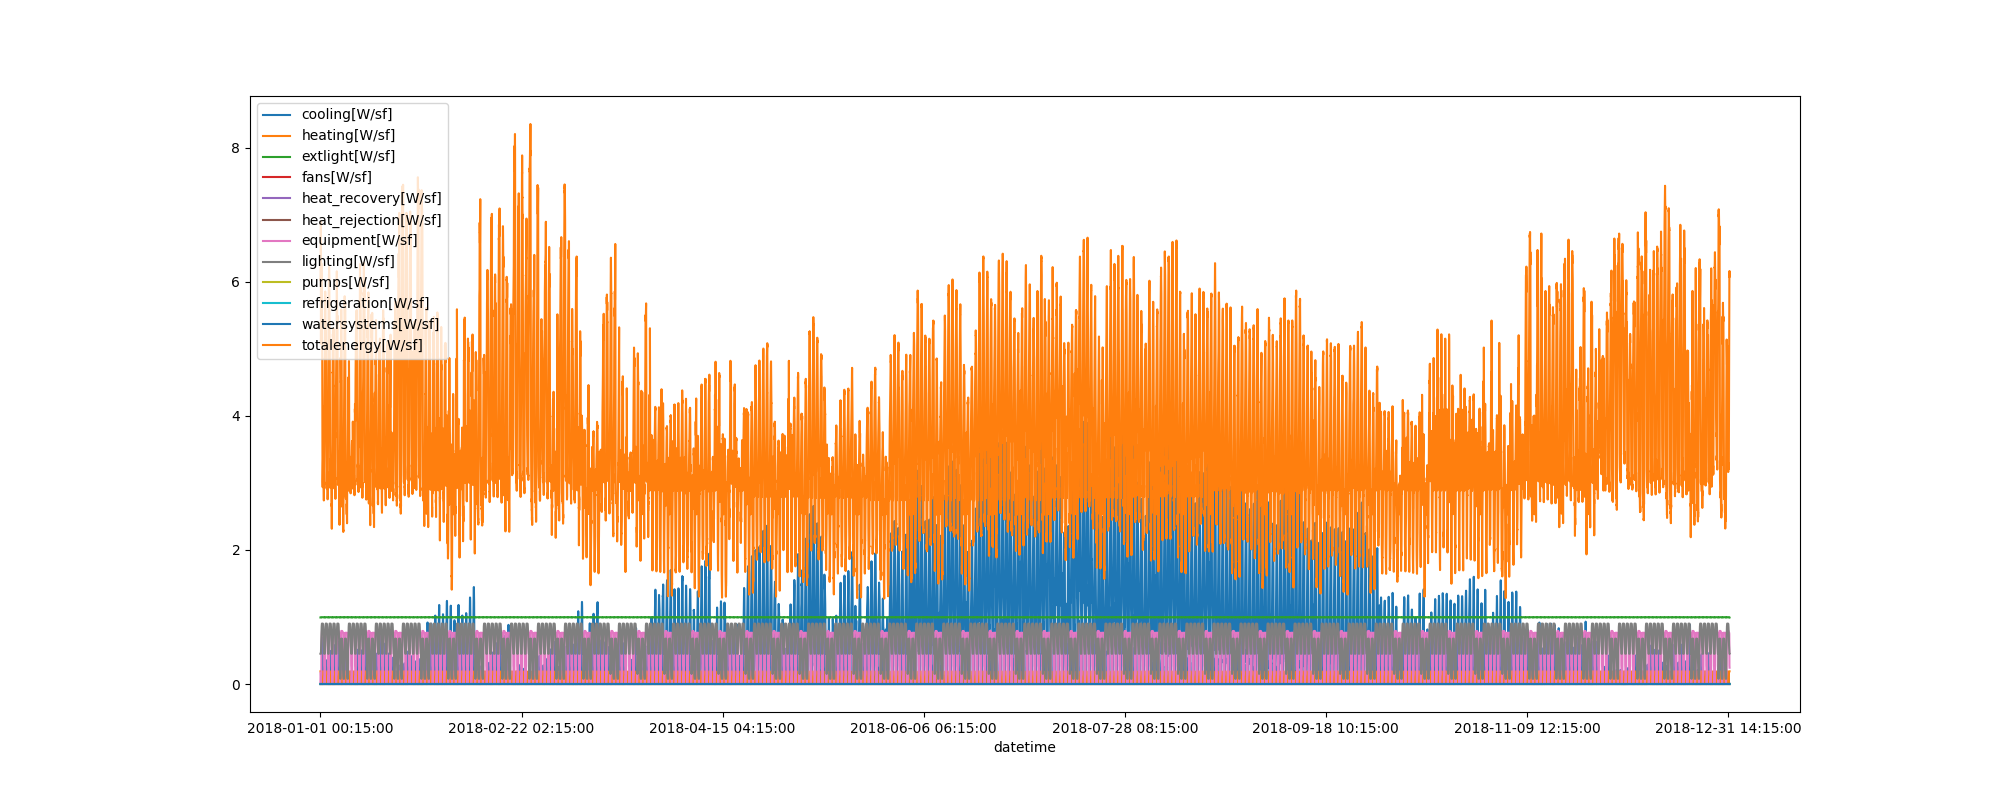 cooling[W/sf]
heating[W/sf]
extlight[W/sf]
fans[W/sf]
heat_recovery[W/sf]
heat_rejection[W/sf]
equipment[W/sf]
lighting[W/sf]
pumps[W/sf]
refrigeration[W/sf]
watersystems[W/sf]
totalenergy[W/sf]
8
6
4
2
0
2018-01-01 00:15:00 2018-02-22 02:15:00 2018-04-15 04:15:00 2018-06-06 06:15:00 2018-07-28 08:15:00 2018-09-18 10:15:00 2018-11-09 12:15:00 2018-12-31 14:15:00
datetime